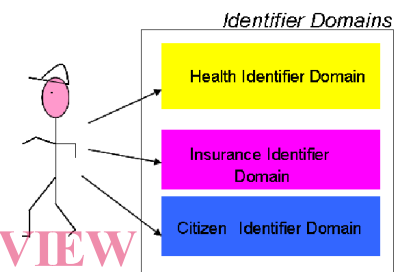 Identifier Domains
Health Identifier Domain
Insurance Identifier
Domain
Citizen Identifier Domain
VIEW